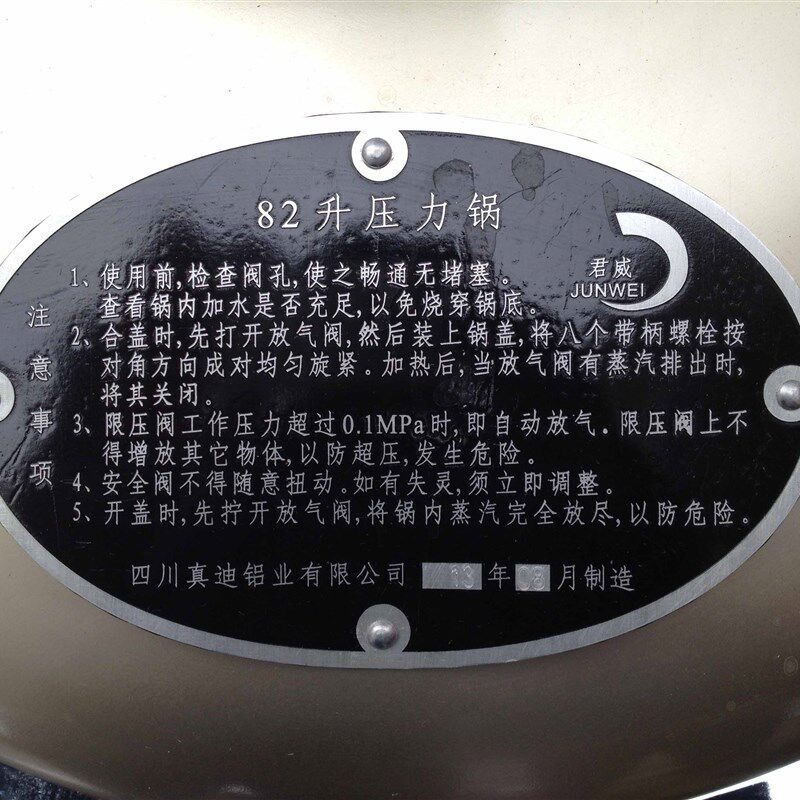 82升压力锅
君威
JUNWEI
注意事项
1、使用前,检查阀孔,使之畅通无堵塞。
查看锅内加水是否充足,以免烧穿锅底。
2、合盖时,先打开放气阀,然后装上锅盖,将八个带柄螺栓按
对角方向成对均匀旋紧。加热后,当放气阀有蒸汽排出时,
将其关闭。
3、限压阀工作压力超过0.1MPa时,即自动放气。限压阀上不
得增放其它物体,以防超压,发生危险。
4、安全阀不得随意扭动.如有失灵,须立即调整。
5、开盖时,先拧开放气阀,将锅内蒸汽完全放尽,以防危险。
四川真迪铝业有限公司 13年08月制造